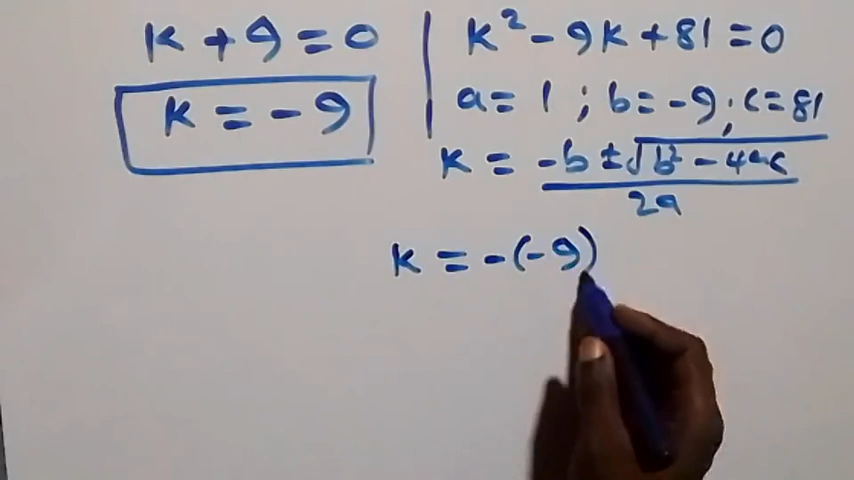 k + 9 = 0
k = -9
k² - 9k + 81 = 0
a = 1 ; b = -9 ; c = 81
k = -b ± √b² - 4ac
2a
k = -(-9)